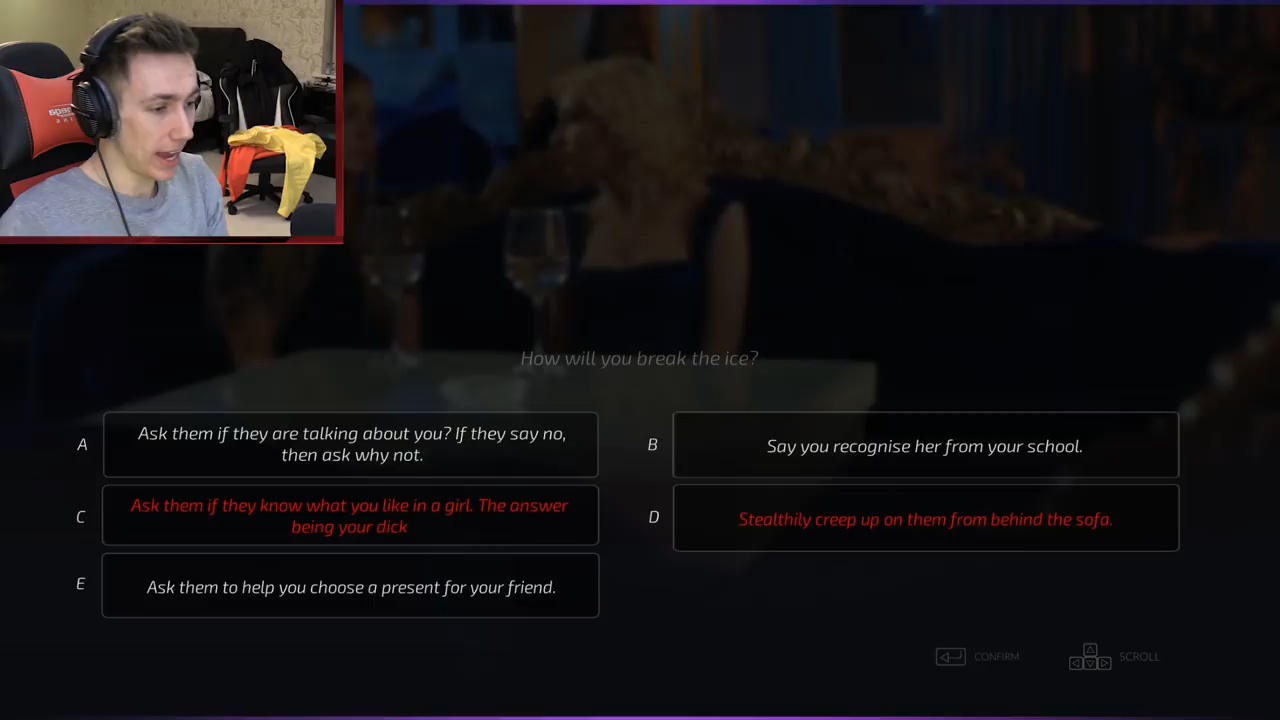 How will you break the ice?
A
Ask them if they are talking about you? If they say no,
then ask why not.
B
Say you recognise her from your school.
C
Ask them if they know what you like in a girl. The answer
being your dick
D
Stealthily creep up on them from behind the sofa.
E
Ask them to help you choose a present for your friend.
CONFIRM
SCROLL